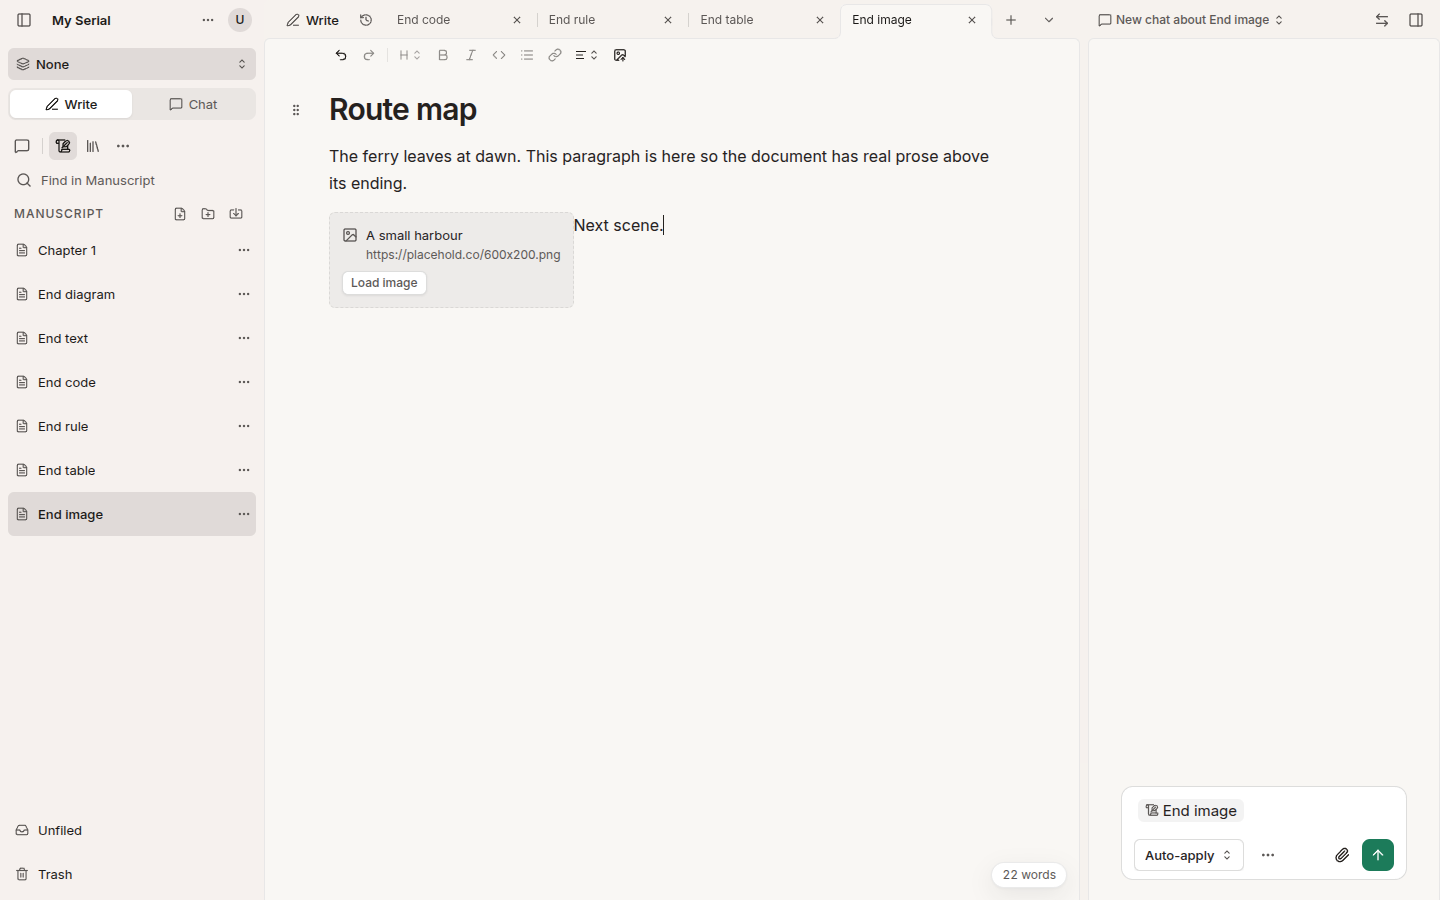 My Serial
U
None
Write
Chat
Find in Manuscript
MANUSCRIPT
Chapter 1
End diagram
End text
End code
End rule
End table
End image
Unfiled
Trash
Write
End code
End rule
End table
End image
H
B
I
Route map
The ferry leaves at dawn. This paragraph is here so the document has real prose above
its ending.
A small harbour
https://placehold.co/600x200.png
Load image
Next scene.
22 words
New chat about End image
End image
Auto-apply